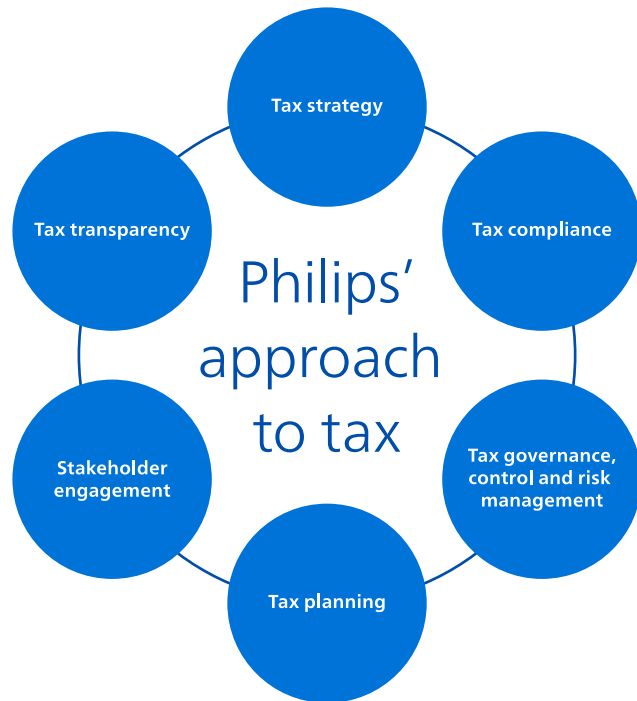 Tax strategy
Tax transparency
Tax compliance
Philips’
approach
to tax
Stakeholder
engagement
Tax governance,
control and risk
management
Tax planning